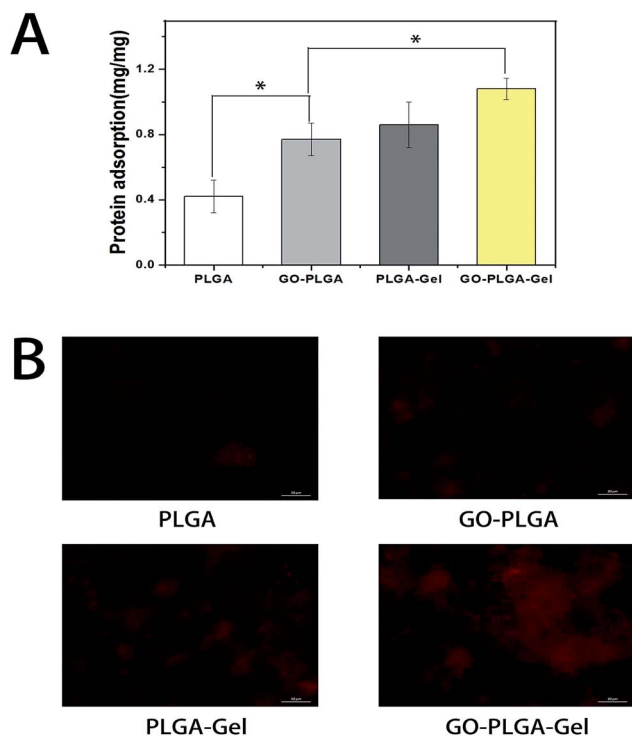 A
Protein adsorption(mg/mg)
1.2
0.8
0.4
0.0
*
*
PLGA GO-PLGA PLGA-Gel GO-PLGA-Gel
B
PLGA
GO-PLGA
PLGA-Gel
GO-PLGA-Gel